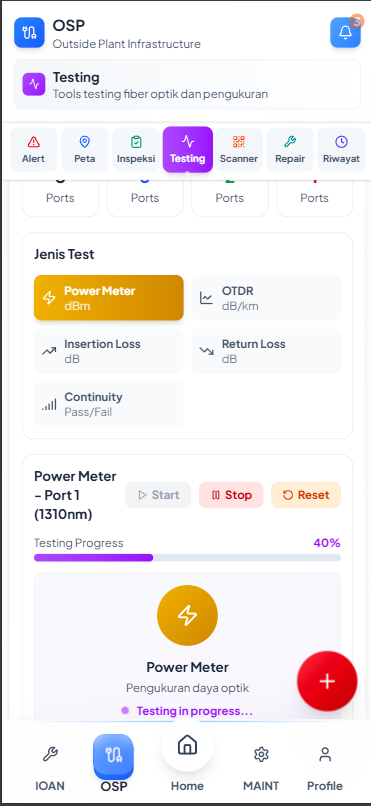 OSP
Outside Plant Infrastructure
3
Testing
Tools testing fiber optik dan pengukuran
Alert
Peta
Inspeksi
Testing
Scanner
Repair
Riwayat
Ports
Ports
Ports
Ports
Jenis Test
Power Meter
dBm
OTDR
dB/km
Insertion Loss
dB
Return Loss
dB
Continuity
Pass/Fail
Power Meter
- Port 1
(1310nm)
Start
Stop
Reset
Testing Progress
40%
Power Meter
Pengukuran daya optik
Testing in progress...
IOAN
OSP
Home
MAINT
Profile